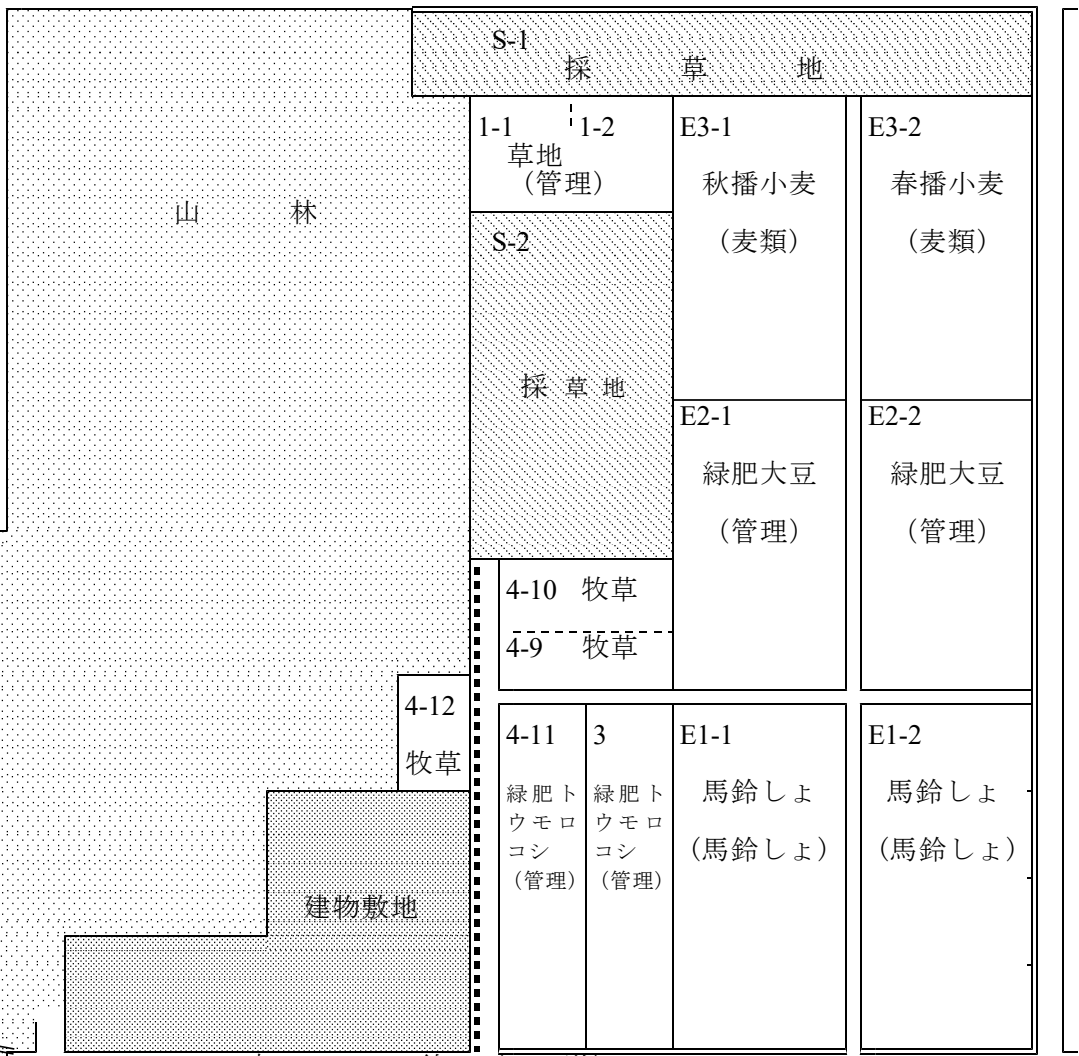 S-1
採 草 地
1-1 1-2
草地
（管理）
E3-1
秋播小麦
（麦類）
E3-2
春播小麦
（麦類）
山 林
S-2
採 草 地
E2-1
緑肥大豆
（管理）
E2-2
緑肥大豆
（管理）
4-10 牧草
4-9 牧草
4-12
牧草
4-11
緑肥ト
ウモロ
コシ
（管理）
3
緑肥ト
ウモロ
コシ
（管理）
E1-1
馬鈴しょ
（馬鈴しょ）
E1-2
馬鈴しょ
（馬鈴しょ）
建物敷地